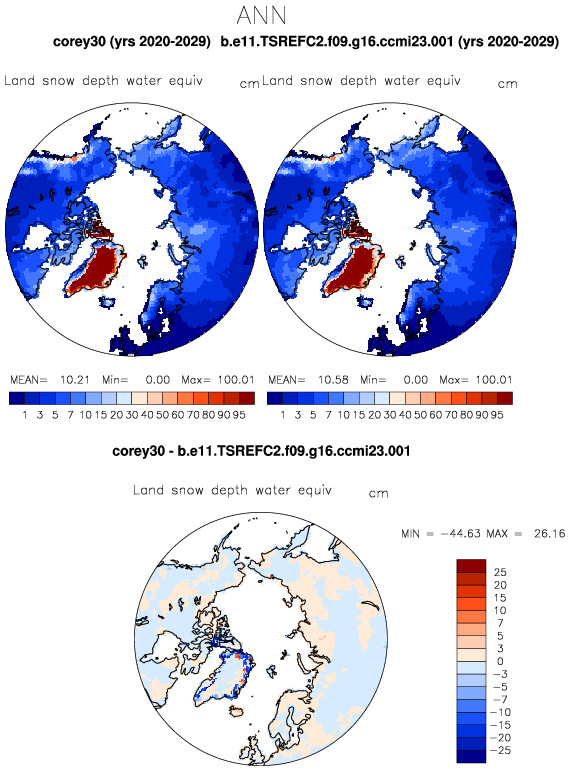 ANN
corey30 (yrs 2020-2029) b.e11.TSREFC2.f09.g16.ccmi23.001 (yrs 2020-2029)
Land snow depth water equiv cm Land snow depth water equiv cm
MEAN= 10.21 Min= 0.00 Max= 100.01 MEAN= 10.58 Min= 0.00 Max= 100.01
1 3 5 7 10 15 20 30 40 50 60 70 80 90 95 1 3 5 7 10 15 20 30 40 50 60 70 80 90 95
corey30 - b.e11.TSREFC2.f09.g16.ccmi23.001
Land snow depth water equiv cm
MIN = -44.63 MAX = 26.16
25
20
15
10
7
5
3
0
-3
-5
-7
-10
-15
-20
-25